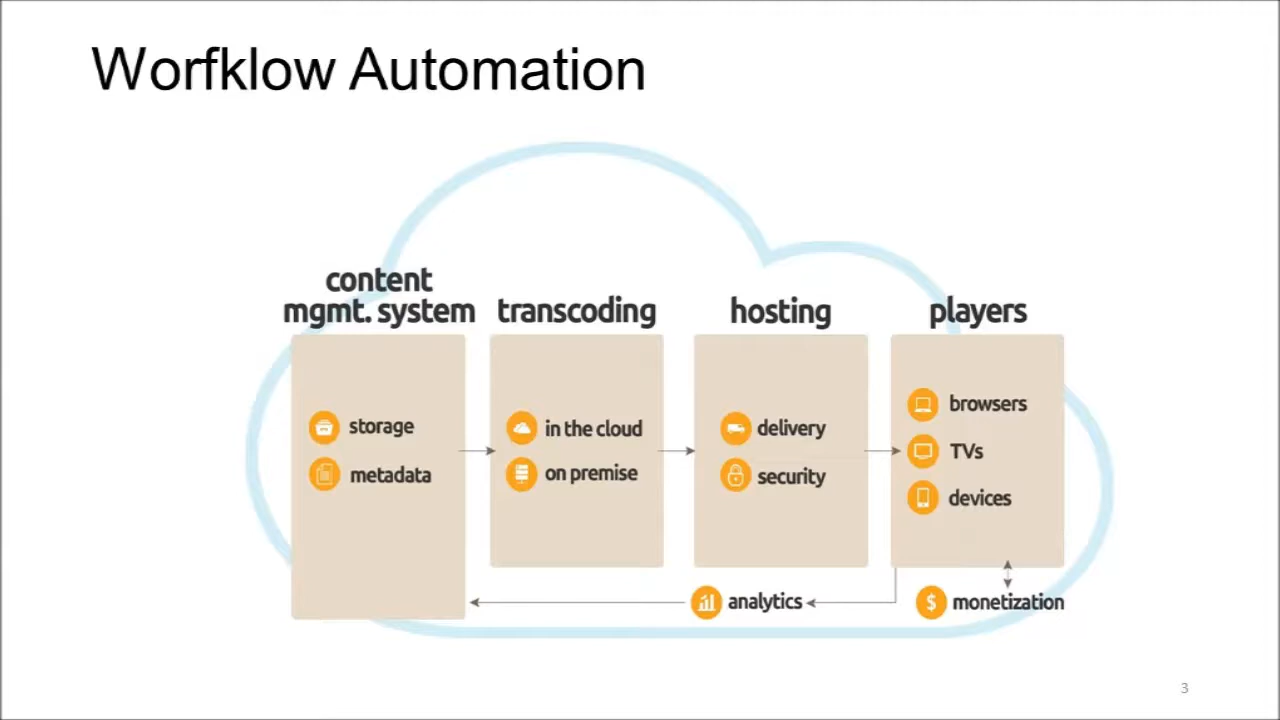 Worfklow Automation
content
mgmt. system
transcoding
hosting
players
storage
metadata
in the cloud
on premise
delivery
security
browsers
TVs
devices
analytics
$ monetization
3